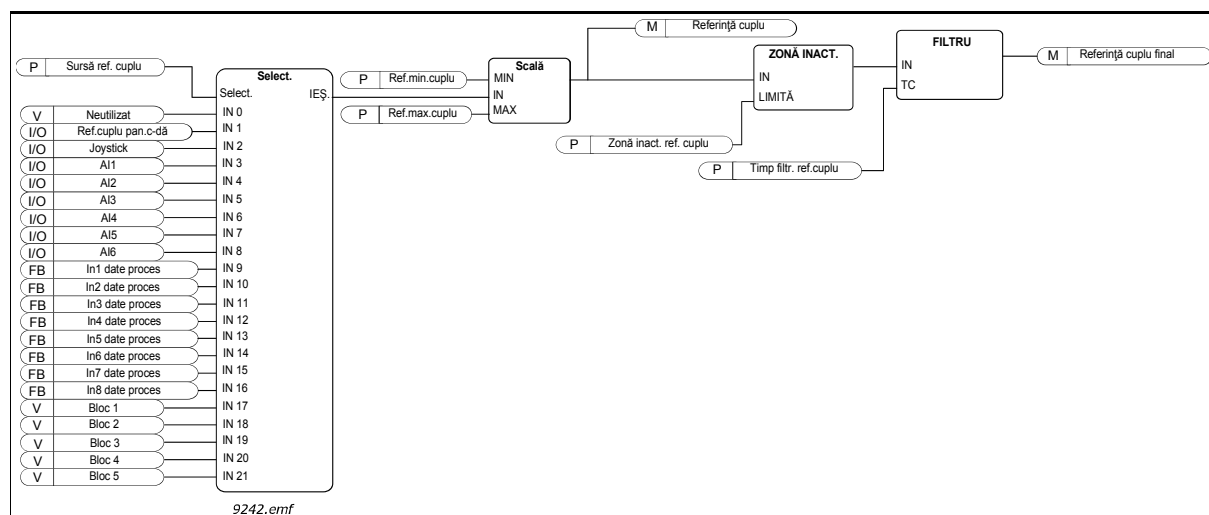 M Referinţă cuplu
P Sursă ref. cuplu
Select.
Select. IEŞ.
V Neutilizat IN 0
I/O Ref.cuplu pan.c-dă IN 1
I/O Joystick IN 2
I/O AI1 IN 3
I/O AI2 IN 4
I/O AI3 IN 5
I/O AI4 IN 6
I/O AI5 IN 7
I/O AI6 IN 8
FB In1 date proces IN 9
FB In2 date proces IN 10
FB In3 date proces IN 11
FB In4 date proces IN 12
FB In5 date proces IN 13
FB In6 date proces IN 14
FB In7 date proces IN 15
FB In8 date proces IN 16
V Bloc 1 IN 17
V Bloc 2 IN 18
V Bloc 3 IN 19
V Bloc 4 IN 20
V Bloc 5 IN 21
P Ref.min.cuplu
P Ref.max.cuplu
Scală
MIN
IN
MAX
ZONĂ INACT.
IN
LIMITĂ
P Zonă inact. ref. cuplu
FILTRU
IN
TC
P Timp filtr. ref.cuplu
M Referinţă cuplu final
9242.emf